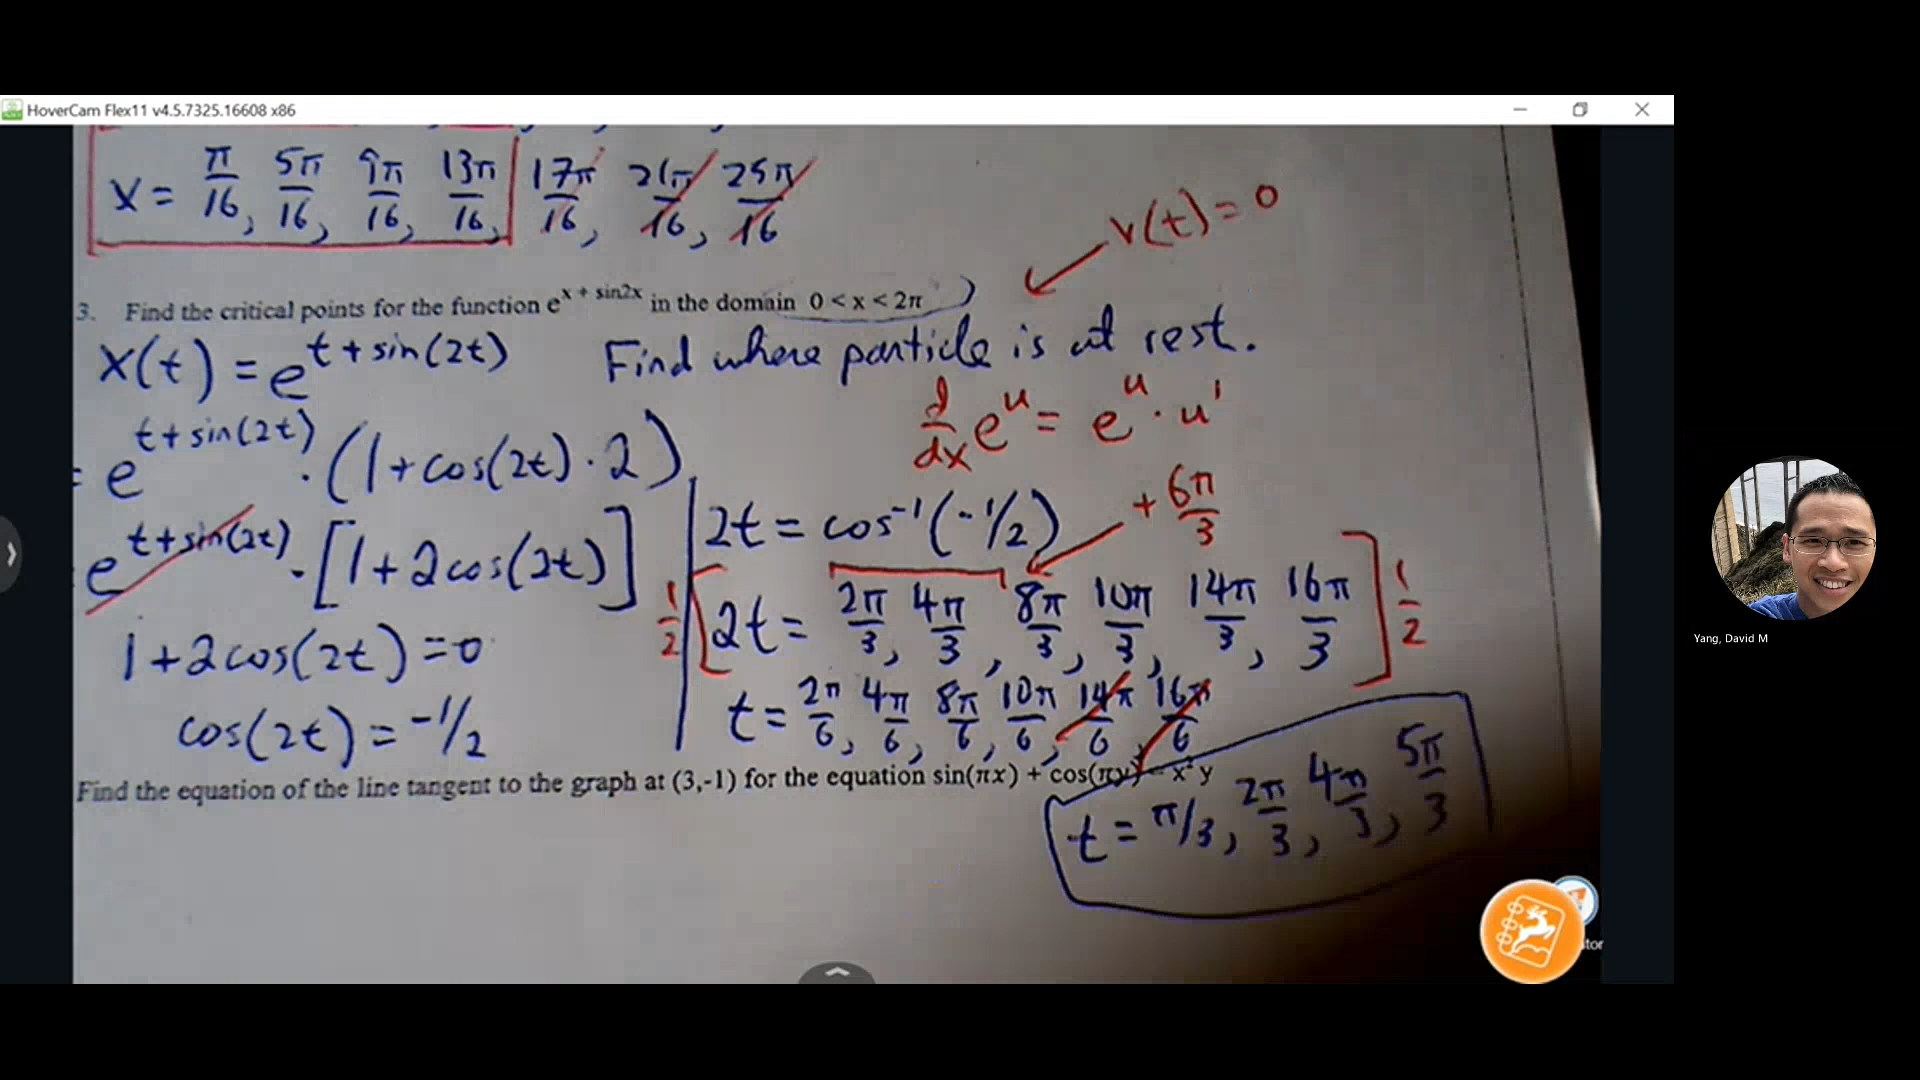 HoverCam Flex11 v4.5.7325.16608 x86
x = π/16, 5π/16, 9π/16, 13π/16, 17π/16, 21π/16, 25π/16
v(t) = 0
3. Find the critical points for the function e^x + sin2x in the domain 0 < x < 2π
x(t) = e^t + sin(2t) Find where particle is at rest.
d/dx e^u = e^u · u'
= e^t + sin(2t) · (1 + cos(2t) · 2)
+ 6π/3
2t = cos^-1(-1/2)
e^t + sin(2t) · [1 + 2cos(2t)]
1/2 [2t = 2π/3, 4π/3, 8π/3, 10π/3, 14π/3, 16π/3] 1/2
1 + 2cos(2t) = 0
t = 2π/6, 4π/6, 8π/6, 10π/6, 14π/6, 16π/6
cos(2t) = -1/2
Find the equation of the line tangent to the graph at (3,-1) for the equation sin(πx) + cos(πy) = x² y
t = π/3, 2π/3, 4π/3, 5π/3
Yang, David M